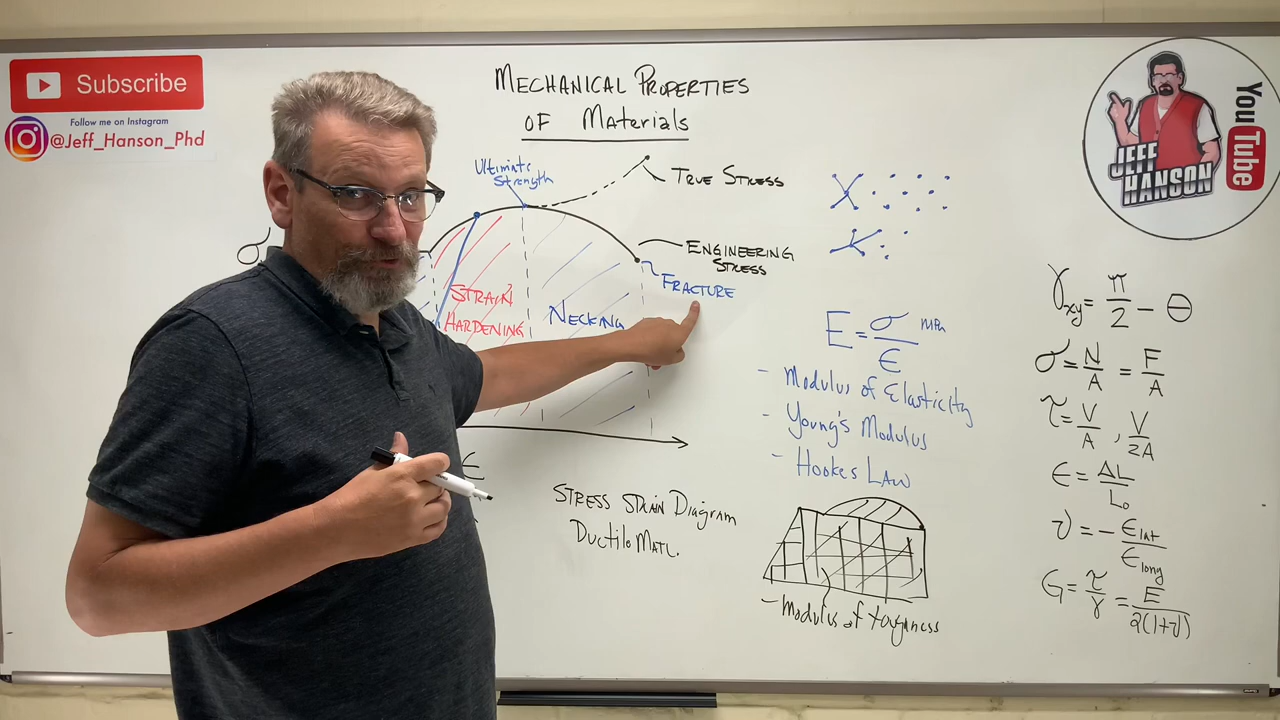 Subscribe
Follow me on Instagram
@Jeff_Hanson_Phd
MECHANICAL PROPERTIES
OF MATERIALS
ULTIMATE
STRENGTH
TRUE STRESS
σ
ENGINEERING
STRESS
FRACTURE
STRAIN
HARDENING
NECKING
ε
STRESS STRAIN Diagram
Ductile MATL.
E = σ/ε MPa
- Modulus of Elasticity
- Young's Modulus
- Hookes LAW
- Modulus of Toughness
JEFF
HANSON
YouTube
γxy = π/2 - θ
σ = N/A = F/A
τ = V/A , V/2A
ε = ΔL/L₀
ν = - εlat/εlong
G = τ/γ = E/2(1+ν)